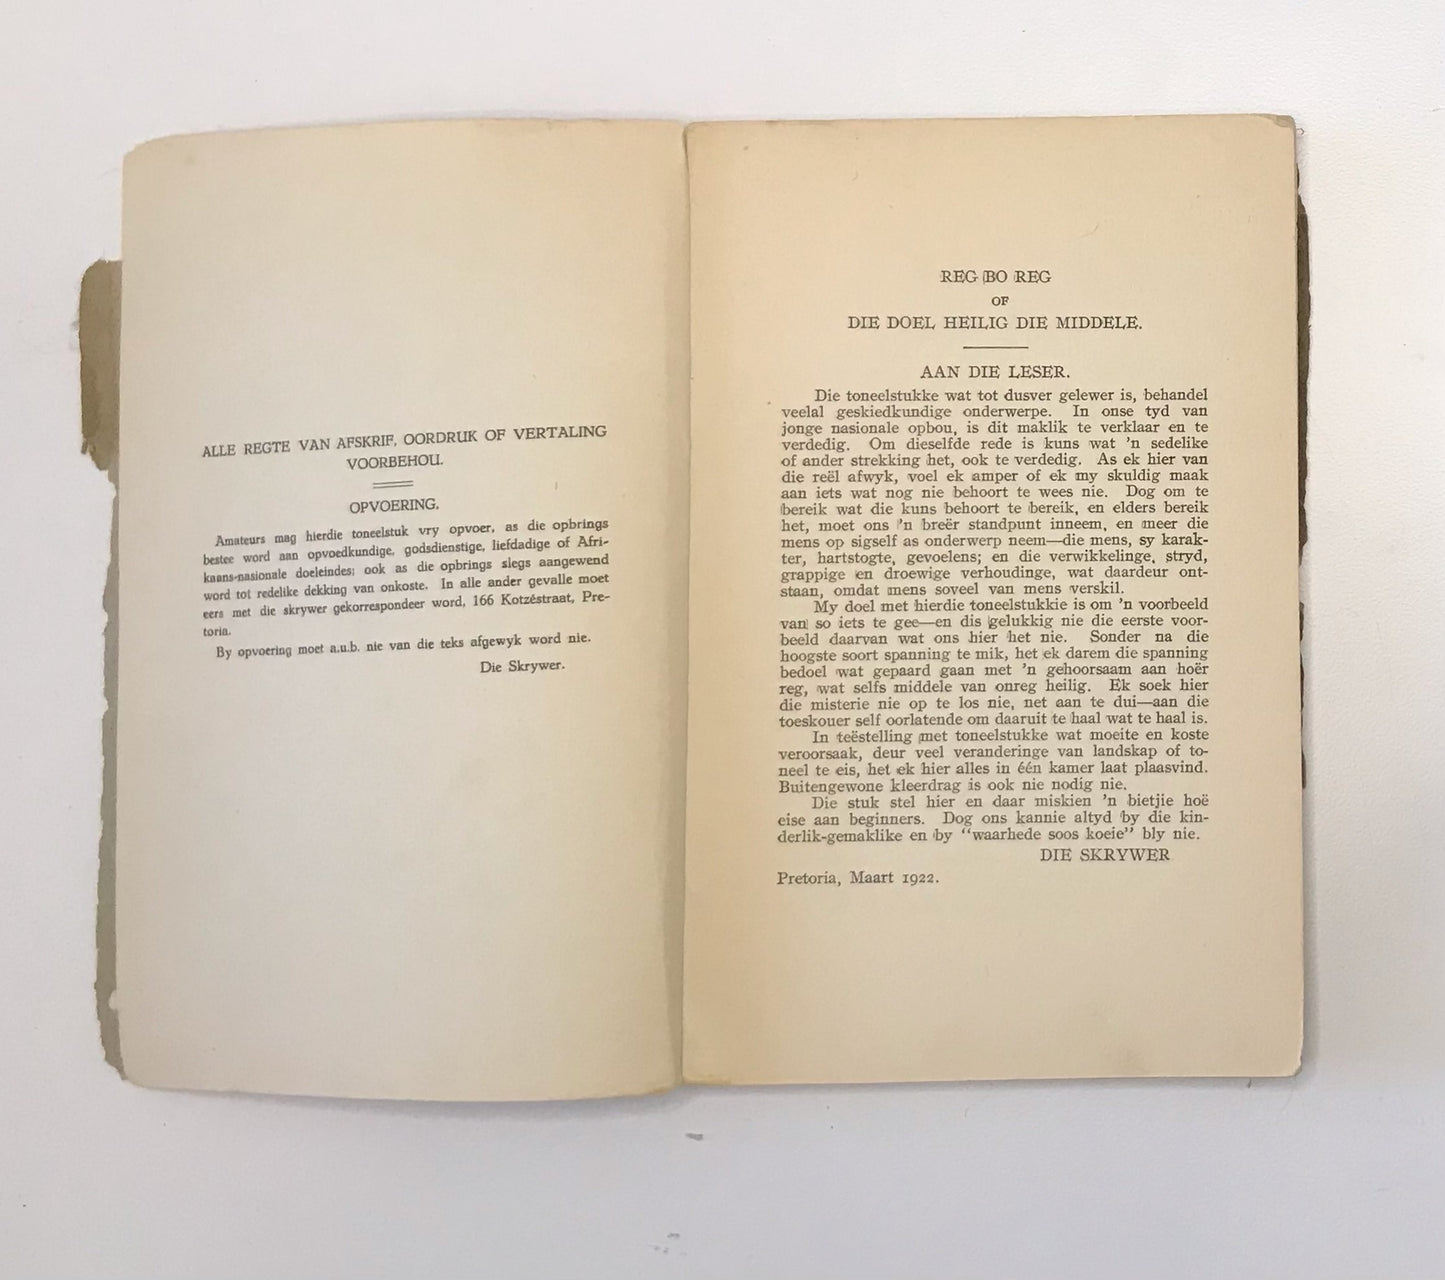 ALLE REGTE VAN AFSKRIF, OORDRUK OF VERTALING
VOORBEHOU.
OPVOERING.
Amateurs mag hierdie toneelstuk vry opvoer, as die opbrings
bestee word aan opvoedkundige, godsdienstige, liefdadige of Afri-
kaans-nasionale doeleindes; ook as die opbrings slegs aangewend
word tot redelike dekking van onkoste. In alle ander gevalle moet
eers met die skrywer gekorrespondeer word, 166 Kotzéstraat, Pre-
toria.
By opvoering moet a.u.b. nie van die teks afgewyk word nie.
Die Skrywer.
REG BO REG
OF
DIE DOEL HEILIG DIE MIDDELE.
AAN DIE LESER.
Die toneelstukke wat tot dusver gelewer is, behandel
veelal geskiedkundige onderwerpe. In onse tyd van
jonge nasionale opbou, is dit maklik te verklaar en te
verdedig. Om dieselfde rede is kuns wat 'n sedelike
of ander strekking het, ook te verdedig. As ek hier van
die reël afwyk, voel ek amper of ek my skuldig maak
aan iets wat nog nie behoort te wees nie. Dog om te
bereik wat die kuns behoort te bereik, en elders bereik
het, moet ons 'n breër standpunt inneem, en meer die
mens op sigself as onderwerp neem—die mens, sy karak-
ter, hartstogte, gevoelens; en die verwikkelinge, stryd,
grappige en droewige verhoudinge, wat daardeur ont-
staan, omdat mens soveel van mens verskil.
My doel met hierdie toneelstukkie is om 'n voorbeeld
van so iets te gee—en dis gelukkig nie die eerste voor-
beeld daarvan wat ons hier het nie. Sonder na die
hoogste soort spanning te mik, het ek darem die spanning
bedoel wat gepaard gaan met 'n gehoorsaam aan hoër
reg, wat selfs middele van onreg heilig. Ek soek hier
die misterie nie op te los nie, net aan te dui—aan die
toeskouer self oorlatende om daaruit te haal wat te haal is.
In teëstelling met toneelstukke wat moeite en koste
veroorsaak, deur veel veranderinge van landskap of to-
neel te eis, het ek hier alles in één kamer laat plaasvind.
Buitengewone kleerdrag is ook nie nodig nie.
Die stuk stel hier en daar miskien 'n bietjie hoë
eise aan beginners. Dog ons kannie altyd by die kin-
derlik-gemaklike en by "waarhede soos koeie" bly nie.
DIE SKRYWER
Pretoria, Maart 1922.